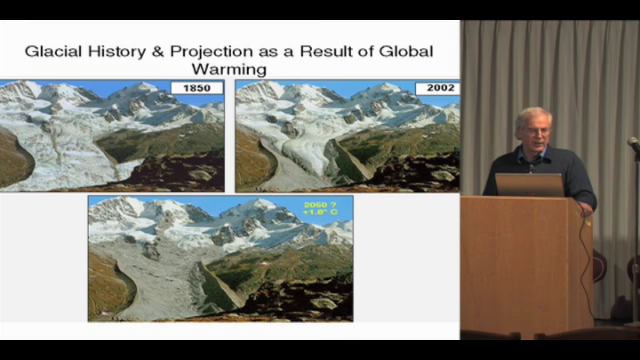 Glacial History & Projection as a Result of Global
Warming
1850
2002
2050 ?
+1.8° C